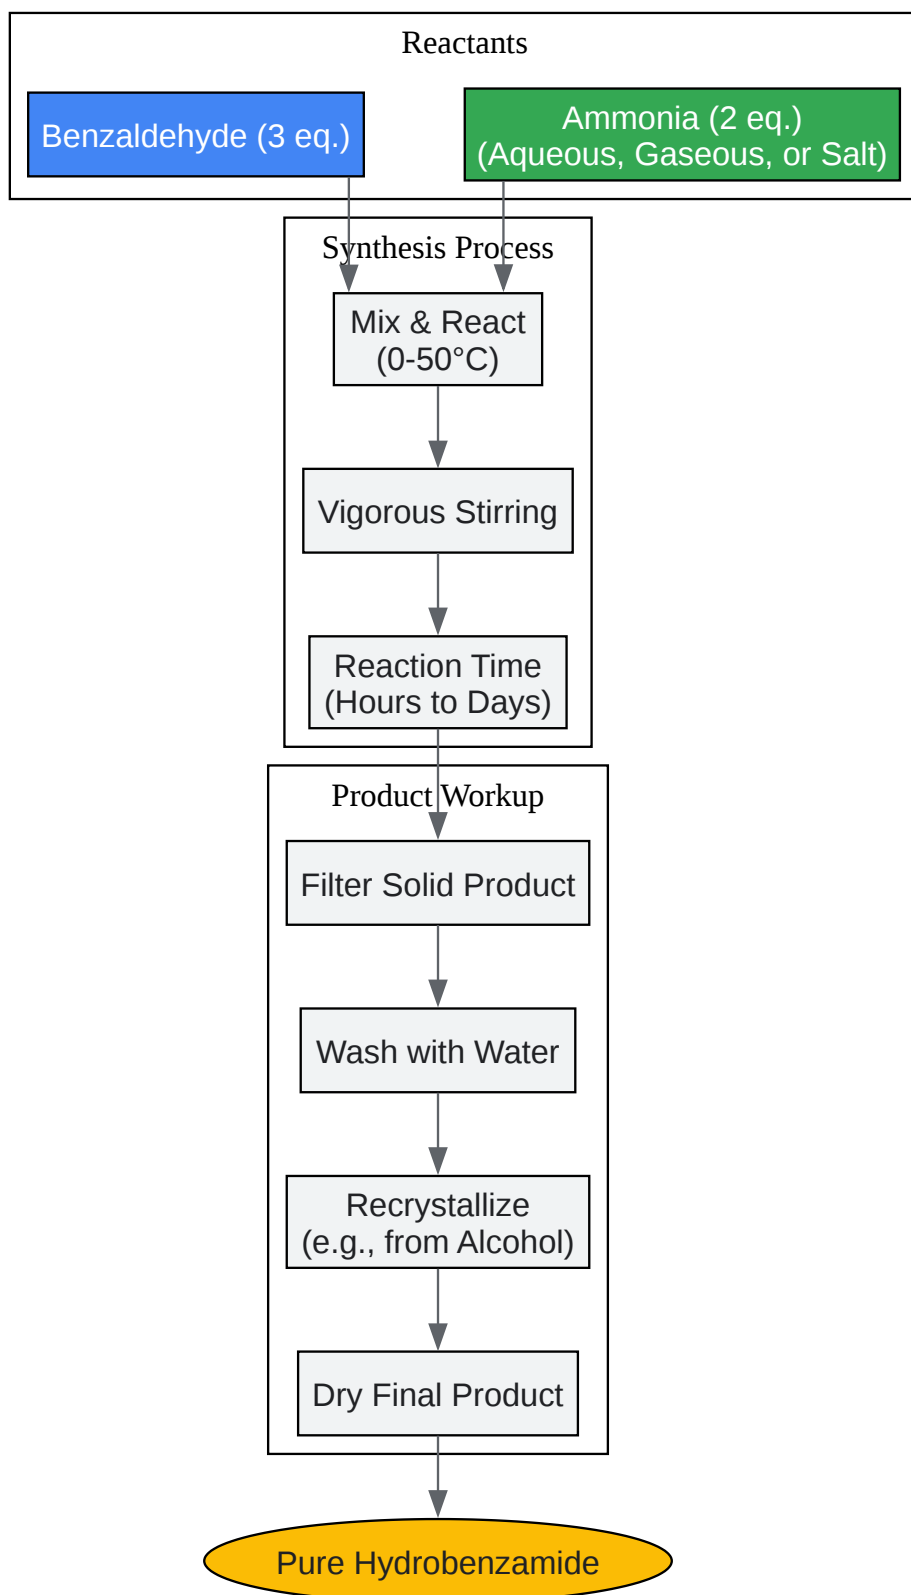 Reactants
Benzaldehyde (3 eq.)
Ammonia (2 eq.)
(Aqueous, Gaseous, or Salt)
Synthesis Process
Mix & React
(0-50°C)
Vigorous Stirring
Reaction Time
(Hours to Days)
Product Workup
Filter Solid Product
Wash with Water
Recrystallize
(e.g., from Alcohol)
Dry Final Product
Pure Hydrobenzamide